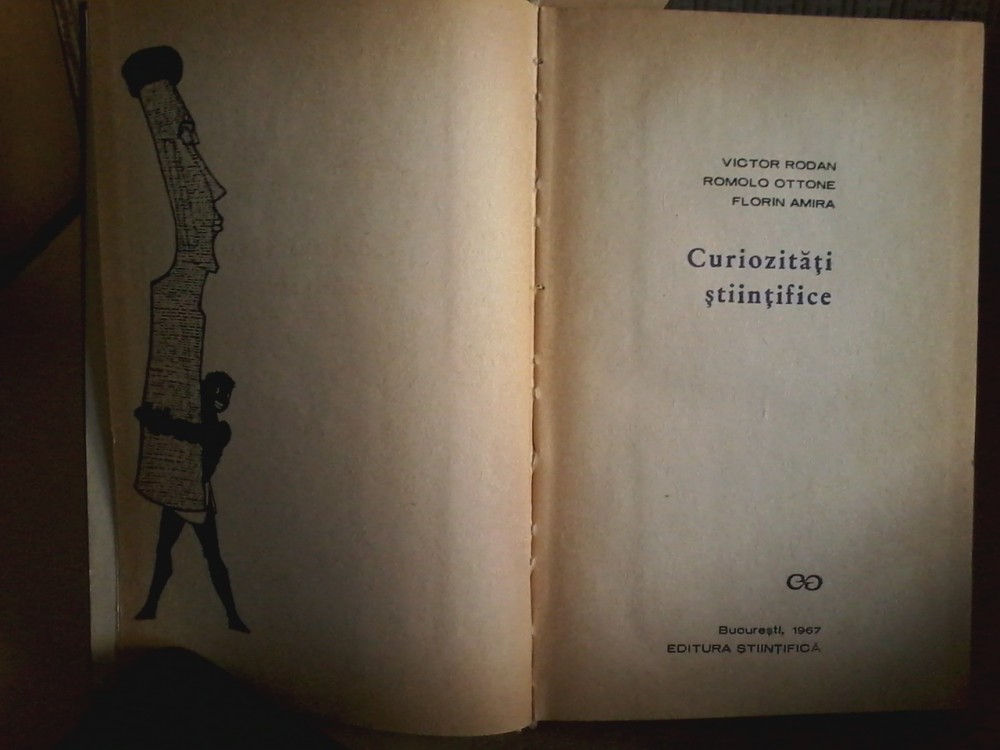 VICTOR RODAN
ROMOLO OTTONE
FLORIN AMIRA
Curiozităţi
ştiinţifice
Bucureşti, 1967
EDITURA ŞTIINŢIFICĂ